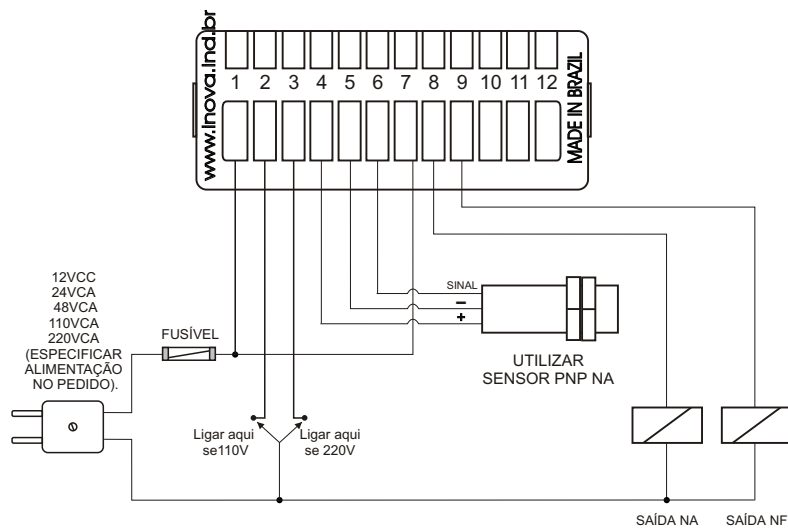 www.Inova.Ind.br
1 2 3 4 5 6 7 8 9 10 11 12
MADE IN BRAZIL
12VCC
24VCA
48VCA
110VCA
220VCA
(ESPECIFICAR
ALIMENTAÇÃO
NO PEDIDO).
FUSÍVEL
SINAL
–
+
UTILIZAR
SENSOR PNP NA
Ligar aqui
se110V
Ligar aqui
se 220V
SAÍDA NA
SAÍDA NF